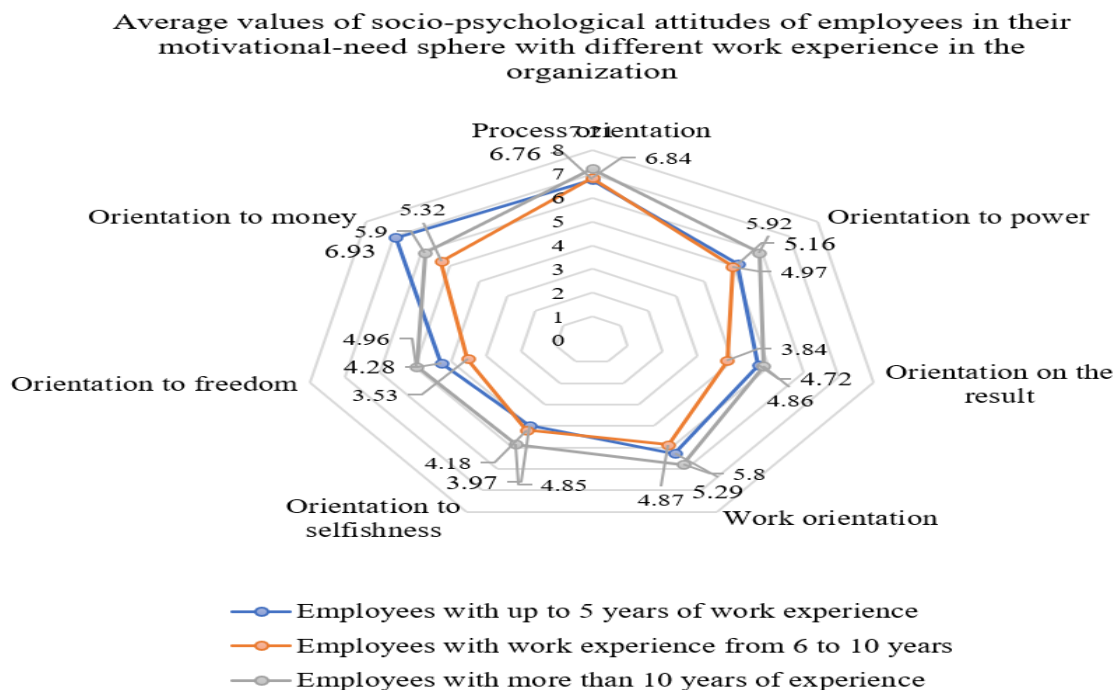 Average values of socio-psychological attitudes of employees in their
motivational-need sphere with different work experience in the
organization
7.21
Process orientation
6.76
6.84
8
7
6
5
4
3
2
1
0
Orientation to money
5.32
5.9
6.93
5.92
Orientation to power
5.16
4.97
4.96
4.28
Orientation to freedom
3.53
3.84
Orientation on the
result
4.72
4.86
4.18
3.97
4.85
Orientation to
selfishness
5.8
5.29
4.87
Work orientation
Employees with up to 5 years of work experience
Employees with work experience from 6 to 10 years
Employees with more than 10 years of experience